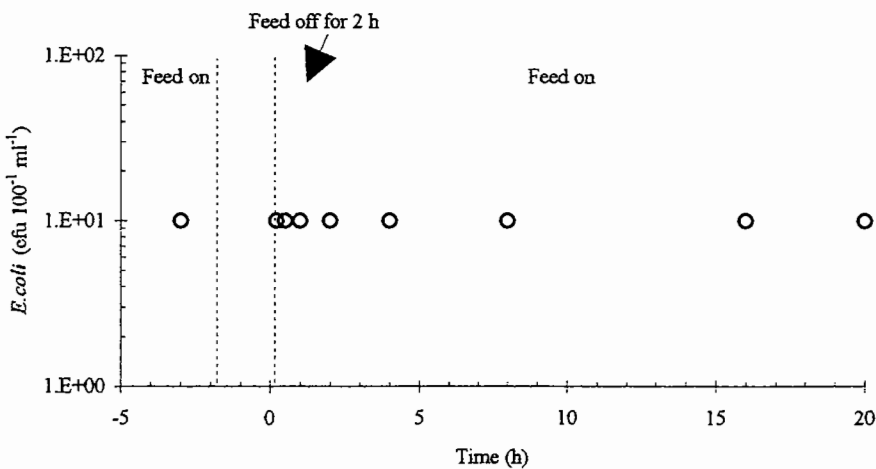 Feed off for 2 h
1.E+02
Feed on
Feed on
E.coli (cfu 100⁻¹ ml⁻¹)
1.E+01
1.E+00
-5
0
5
10
15
20
Time (h)